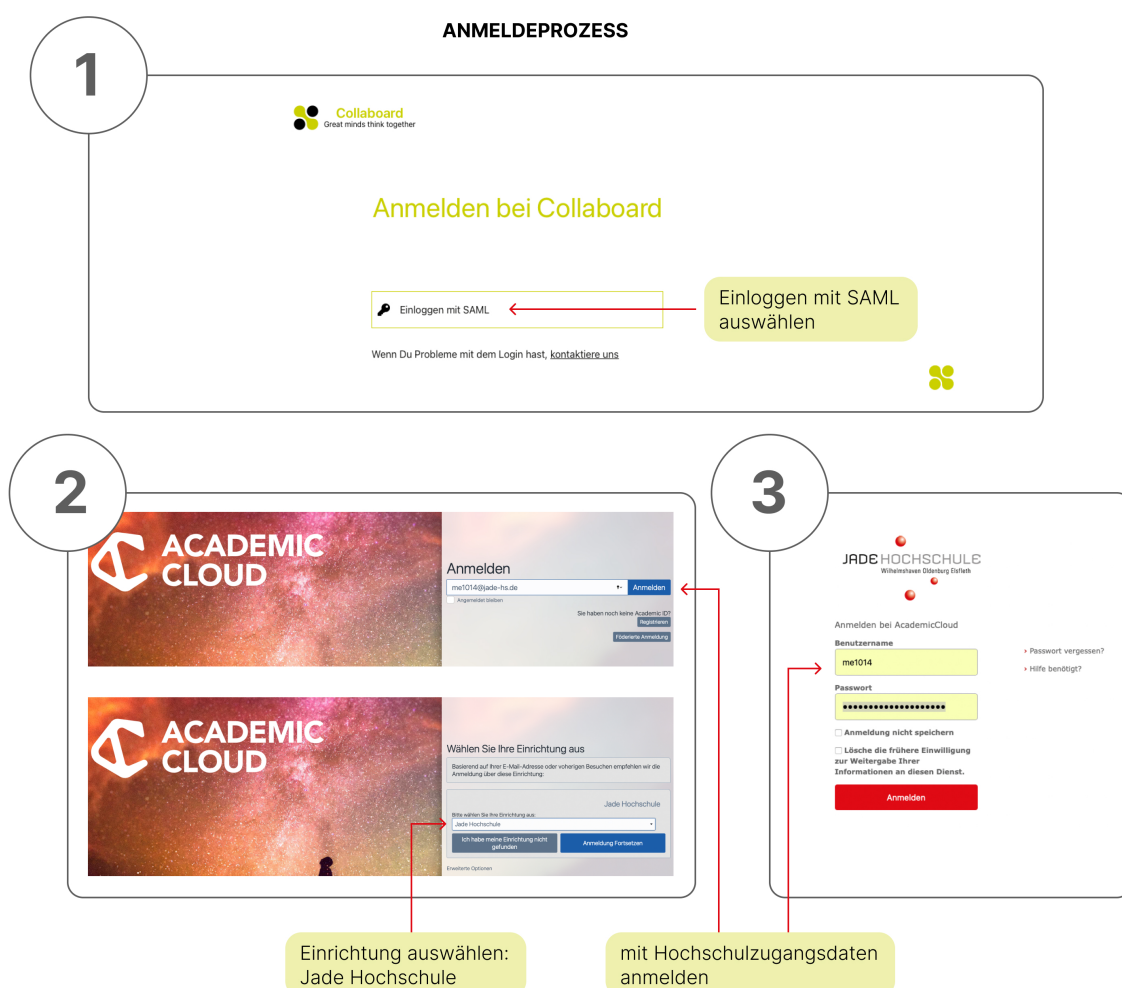 ANMELDEPROZESS
1
Collaboard
Great minds think together
Anmelden bei Collaboard
Einloggen mit SAML
Einloggen mit SAML
auswählen
Wenn Du Probleme mit dem Login hast, kontaktiere uns
2
ACADEMIC
CLOUD
Anmelden
me1014@jade-hs.de
Anmelden
Angemeldet bleiben
Sie haben noch keine Academic ID?
Registrieren
Föderierte Anmeldung
ACADEMIC
CLOUD
Wählen Sie Ihre Einrichtung aus
Basierend auf Ihrer E-Mail-Adresse oder voherigen Besuchen empfehlen wir die
Anmeldung über diese Einrichtung:
Jade Hochschule
Bitte wählen Sie Ihre Einrichtung aus:
Jade Hochschule
Ich habe meine Einrichtung nicht
gefunden
Anmeldung Fortsetzen
Erweiterte Optionen
3
JADE HOCHSCHULE
Wilhelmshaven Oldenburg Elsfleth
Anmelden bei AcademicCloud
Benutzername
me1014
Passwort
••••••••••••••••••••
Anmeldung nicht speichern
Lösche die frühere Einwilligung
zur Weitergabe Ihrer
Informationen an diesen Dienst.
Anmelden
› Passwort vergessen?
› Hilfe benötigt?
Einrichtung auswählen:
Jade Hochschule
mit Hochschulzugangsdaten
anmelden